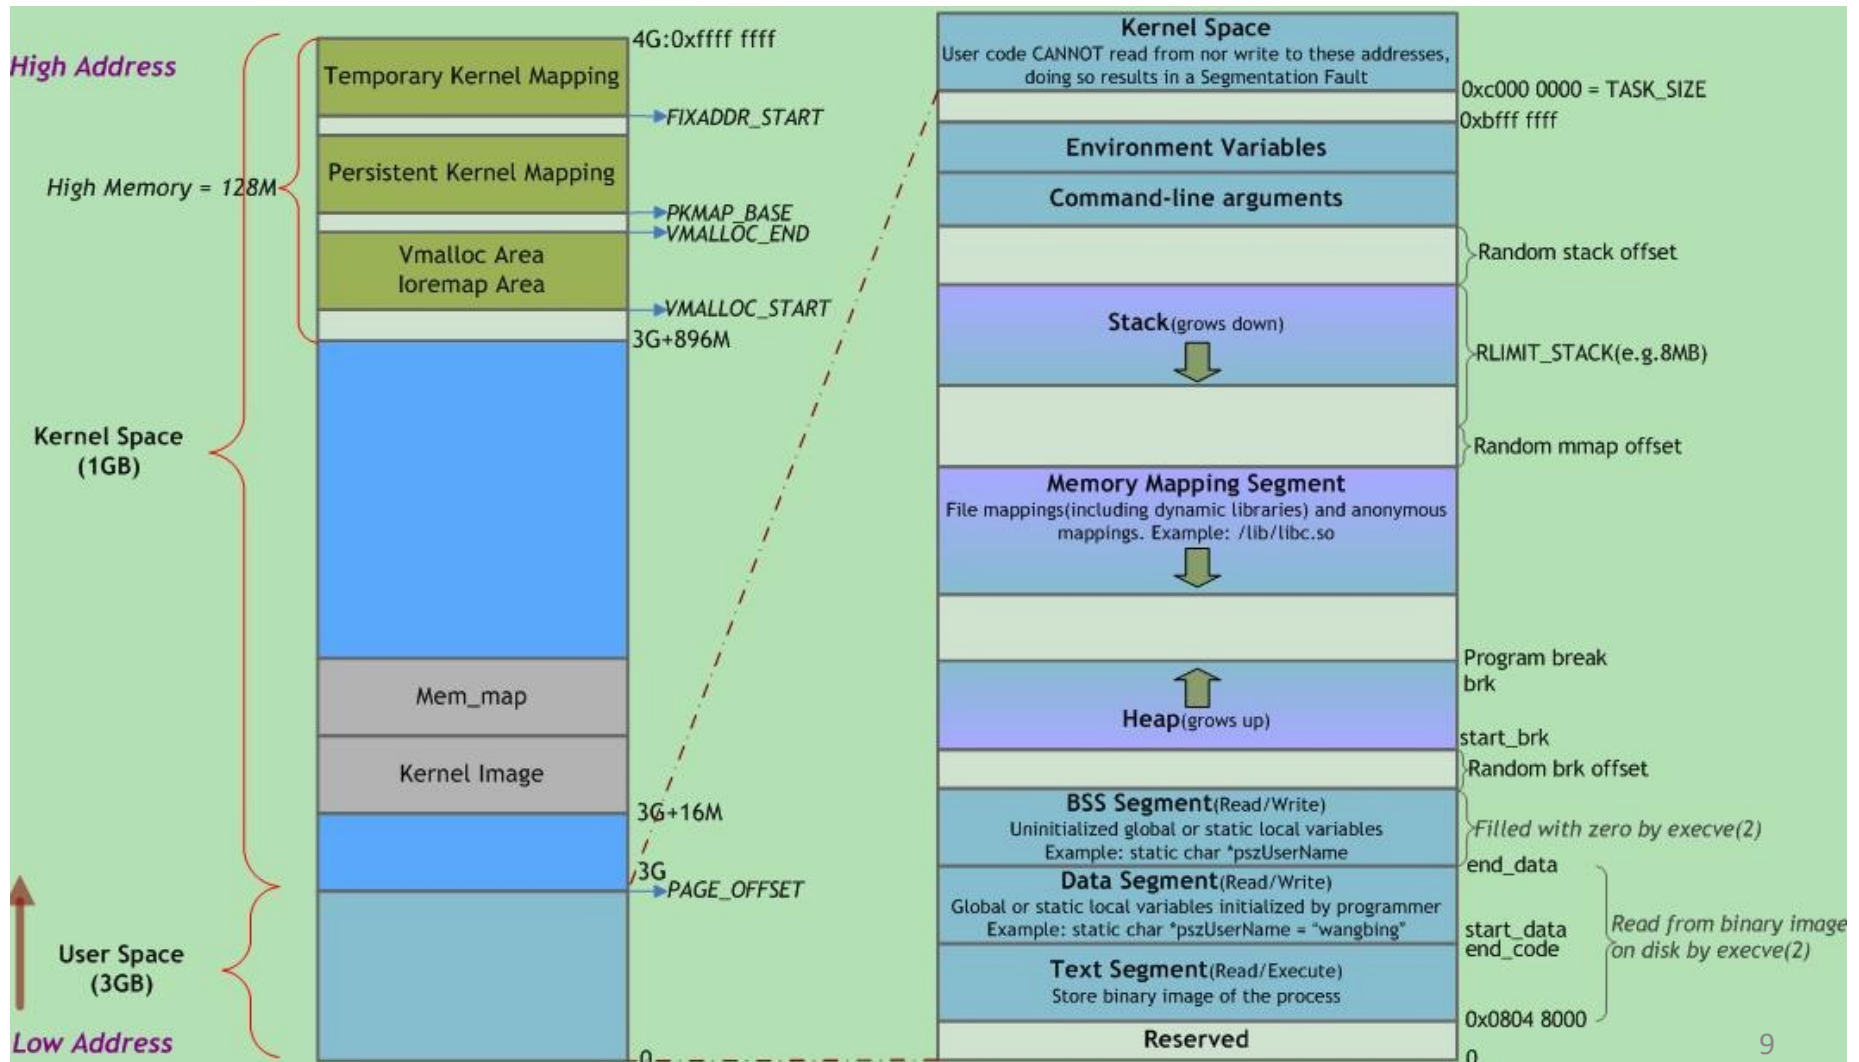 High Address
4G:0xffff ffff
Temporary Kernel Mapping
FIXADDR_START
Persistent Kernel Mapping
High Memory = 128M
PKMAP_BASE
VMALLOC_END
Vmalloc Area
Ioremap Area
VMALLOC_START
3G+896M
Kernel Space
(1GB)
Mem_map
Kernel Image
3G+16M
3G
PAGE_OFFSET
User Space
(3GB)
Low Address
0
Kernel Space
User code CANNOT read from nor write to these addresses,
doing so results in a Segmentation Fault
0xc000 0000 = TASK_SIZE
0xbfff ffff
Environment Variables
Command-line arguments
Random stack offset
Stack(grows down)
RLIMIT_STACK(e.g.8MB)
Random mmap offset
Memory Mapping Segment
File mappings(including dynamic libraries) and anonymous
mappings. Example: /lib/libc.so
Program break
brk
Heap(grows up)
start_brk
Random brk offset
BSS Segment(Read/Write)
Uninitialized global or static local variables
Example: static char *pszUserName
Filled with zero by execve(2)
end_data
Data Segment(Read/Write)
Global or static local variables initialized by programmer
Example: static char *pszUserName = "wangbing"
start_data
end_code
Read from binary image
on disk by execve(2)
Text Segment(Read/Execute)
Store binary image of the process
0x0804 8000
Reserved
0
9